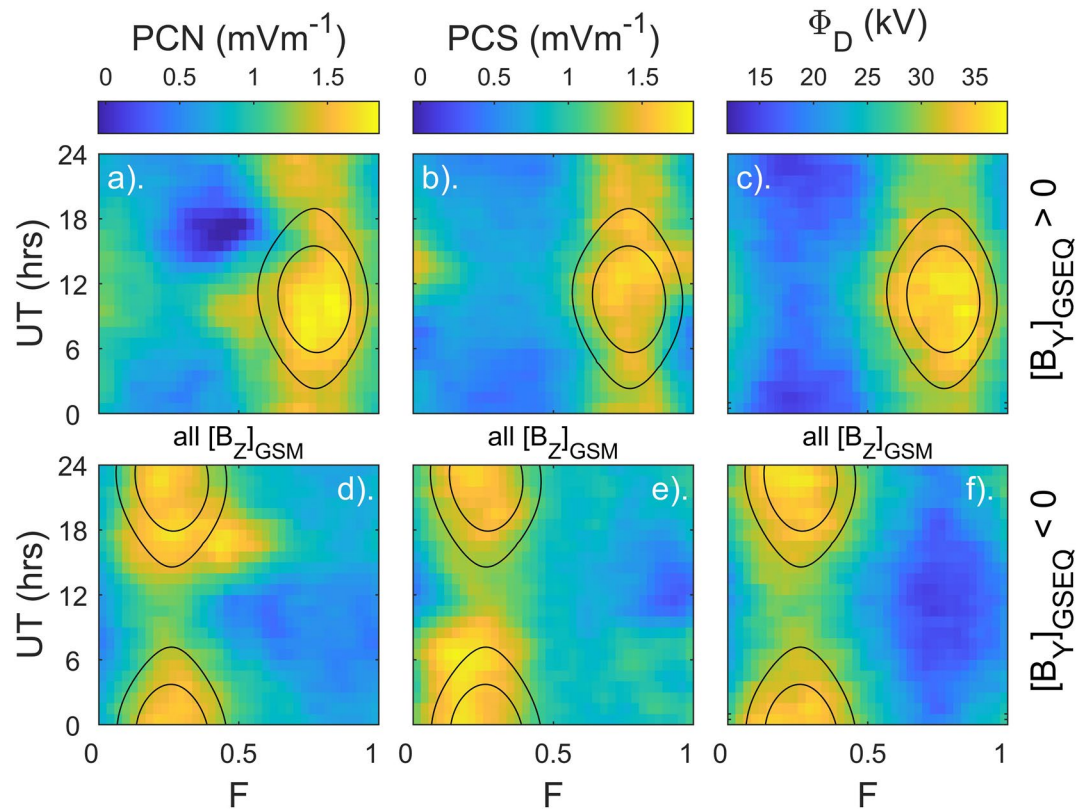 PCN (mVm⁻¹) PCS (mVm⁻¹) Φ_D (kV)
0 0.5 1 1.5 0 0.5 1 1.5 15 20 25 30 35
24 a). b). c).
18
12
6
0
UT (hrs)
[B_Y]_GSEQ > 0
all [B_Z]_GSM all [B_Z]_GSM all [B_Z]_GSM
24 d). e). f).
18
12
6
0
UT (hrs)
[B_Y]_GSEQ < 0
0 0.5 1 0 0.5 1 0 0.5 1
F F F